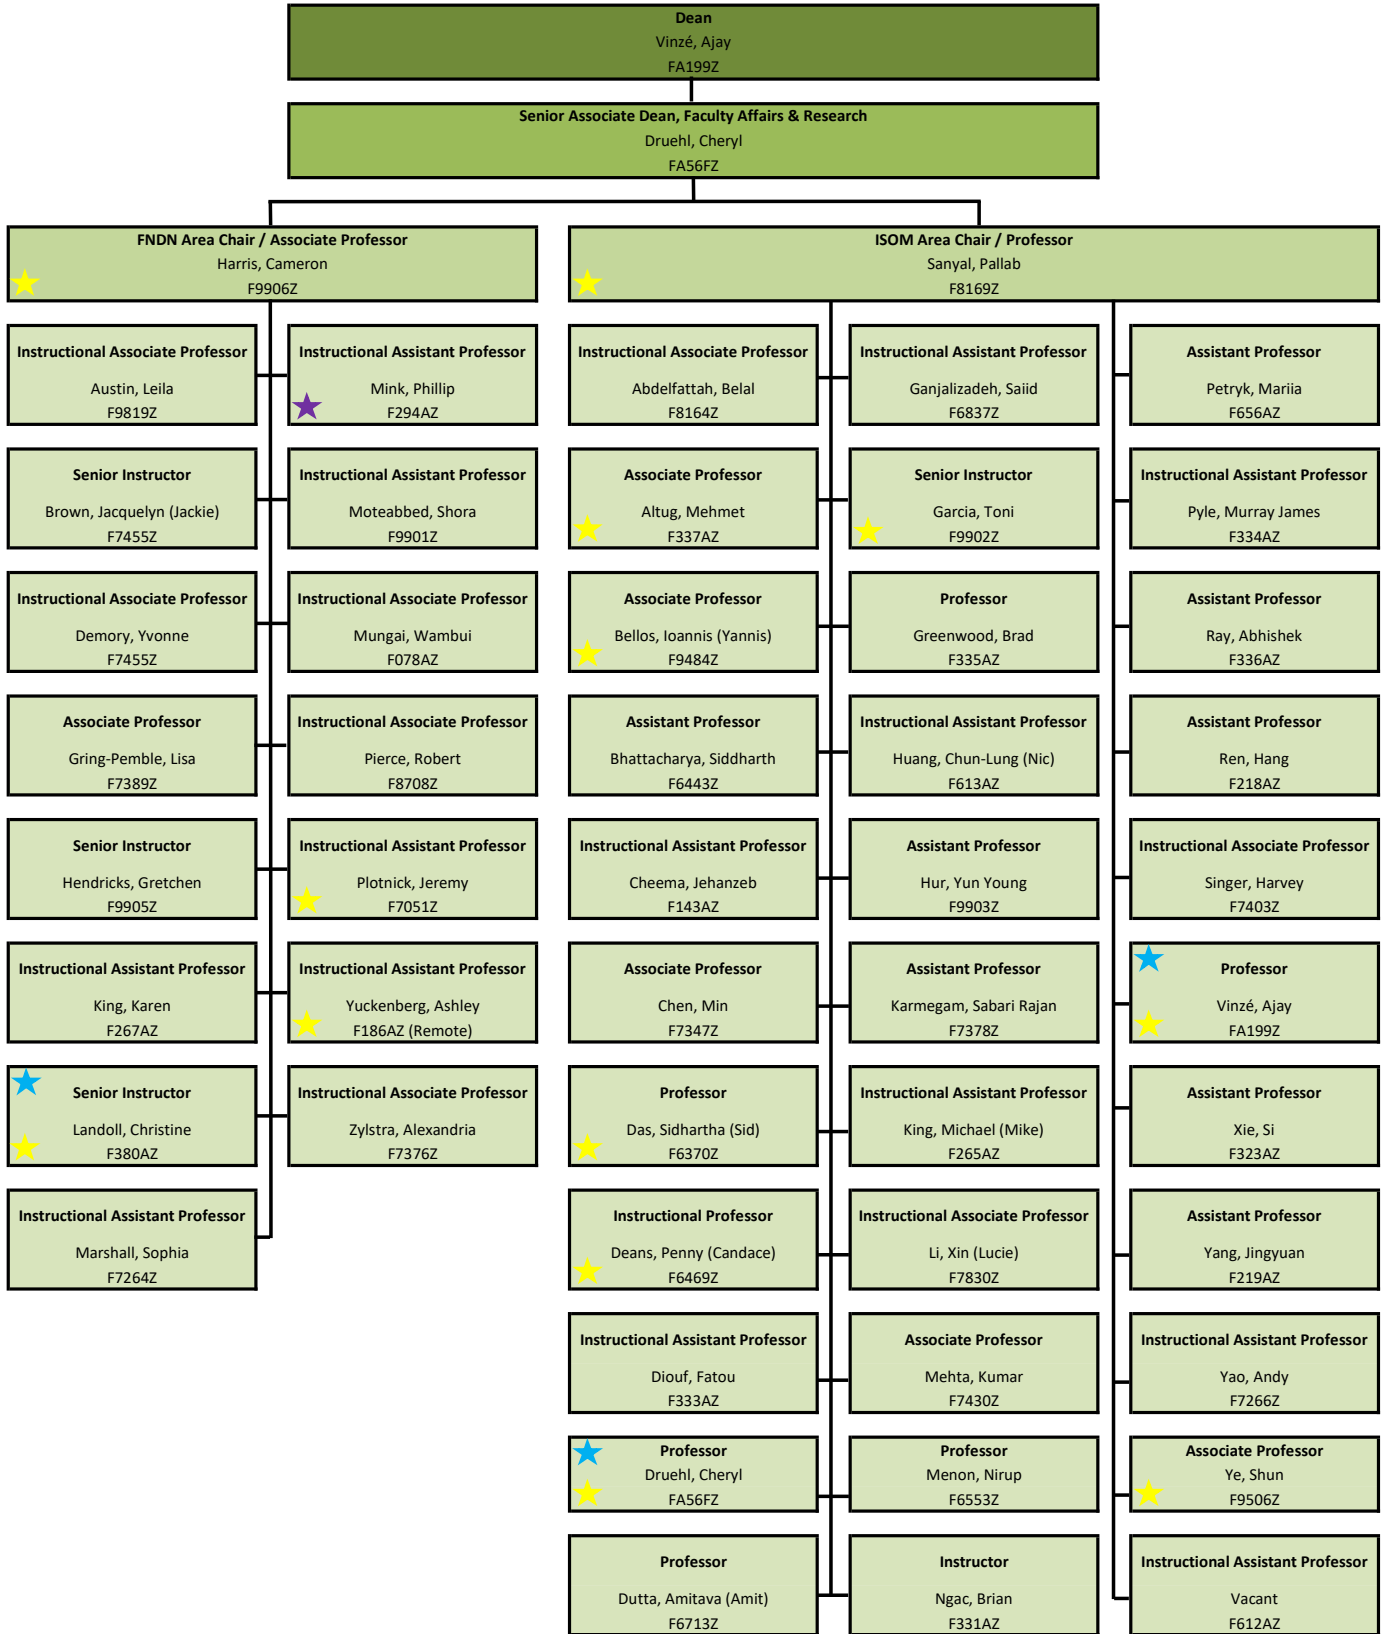 Dean
Vinzé, Ajay
FA199Z
Senior Associate Dean, Faculty Affairs & Research
Druehl, Cheryl
FA56FZ
FNDN Area Chair / Associate Professor
Harris, Cameron
F9906Z
Instructional Associate Professor
Austin, Leila
F9819Z
Senior Instructor
Brown, Jacquelyn (Jackie)
F7455Z
Instructional Associate Professor
Demory, Yvonne
F7455Z
Associate Professor
Gring-Pemble, Lisa
F7389Z
Senior Instructor
Hendricks, Gretchen
F9905Z
Instructional Assistant Professor
King, Karen
F267AZ
Senior Instructor
Landoll, Christine
F380AZ
Instructional Assistant Professor
Marshall, Sophia
F7264Z
Instructional Assistant Professor
Mink, Phillip
F294AZ
Instructional Assistant Professor
Moteabbed, Shora
F9901Z
Instructional Associate Professor
Mungai, Wambui
F078AZ
Instructional Associate Professor
Pierce, Robert
F8708Z
Instructional Assistant Professor
Plotnick, Jeremy
F7051Z
Instructional Assistant Professor
Yuckenberg, Ashley
F186AZ (Remote)
Instructional Associate Professor
Zylstra, Alexandria
F7376Z
ISOM Area Chair / Professor
Sanyal, Pallab
F8169Z
Instructional Associate Professor
Abdelfattah, Belal
F8164Z
Associate Professor
Altug, Mehmet
F337AZ
Associate Professor
Bellos, Ioannis (Yannis)
F9484Z
Assistant Professor
Bhattacharya, Siddharth
F6443Z
Instructional Assistant Professor
Cheema, Jehanzeb
F143AZ
Associate Professor
Chen, Min
F7347Z
Professor
Das, Sidhartha (Sid)
F6370Z
Instructional Professor
Deans, Penny (Candace)
F6469Z
Instructional Assistant Professor
Diouf, Fatou
F333AZ
Professor
Druehl, Cheryl
FA56FZ
Professor
Dutta, Amitava (Amit)
F6713Z
Instructional Assistant Professor
Ganjalizadeh, Saiid
F6837Z
Senior Instructor
Garcia, Toni
F9902Z
Professor
Greenwood, Brad
F335AZ
Instructional Assistant Professor
Huang, Chun-Lung (Nic)
F613AZ
Assistant Professor
Hur, Yun Young
F9903Z
Assistant Professor
Karmegam, Sabari Rajan
F7378Z
Instructional Assistant Professor
King, Michael (Mike)
F265AZ
Instructional Associate Professor
Li, Xin (Lucie)
F7830Z
Associate Professor
Mehta, Kumar
F7430Z
Professor
Menon, Nirup
F6553Z
Instructor
Ngac, Brian
F331AZ
Assistant Professor
Petryk, Mariia
F656AZ
Instructional Assistant Professor
Pyle, Murray James
F334AZ
Assistant Professor
Ray, Abhishek
F336AZ
Assistant Professor
Ren, Hang
F218AZ
Instructional Associate Professor
Singer, Harvey
F7403Z
Professor
Vinzé, Ajay
FA199Z
Assistant Professor
Xie, Si
F323AZ
Assistant Professor
Yang, Jingyuan
F219AZ
Instructional Assistant Professor
Yao, Andy
F7266Z
Associate Professor
Ye, Shun
F9506Z
Instructional Assistant Professor
Vacant
F612AZ